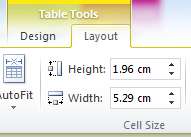 Table Tools
Design Layout
Height: 1.96 cm
AutoFit
Width: 5.29 cm
Cell Size